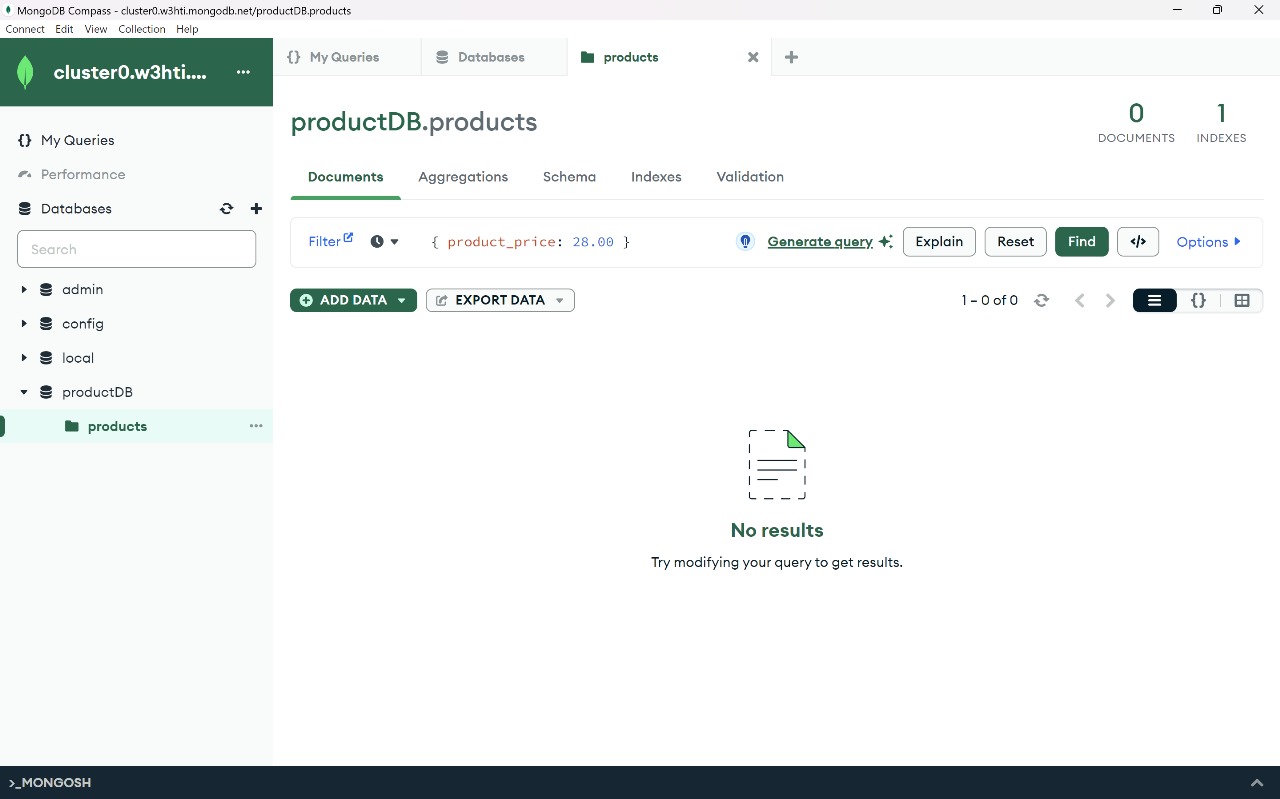 MongoDB Compass - cluster0.w3hti.mongodb.net/productDB.products
Connect Edit View Collection Help
cluster0.w3hti....
{} My Queries
Performance
Databases
Search
admin
config
local
productDB
products
{} My Queries
Databases
products
productDB.products
0
DOCUMENTS
1
INDEXES
Documents Aggregations Schema Indexes Validation
Filter { product_price: 28.00 } Generate query Explain Reset Find </> Options
ADD DATA EXPORT DATA 1 – 0 of 0 {}
No results
Try modifying your query to get results.
>_MONGOSH